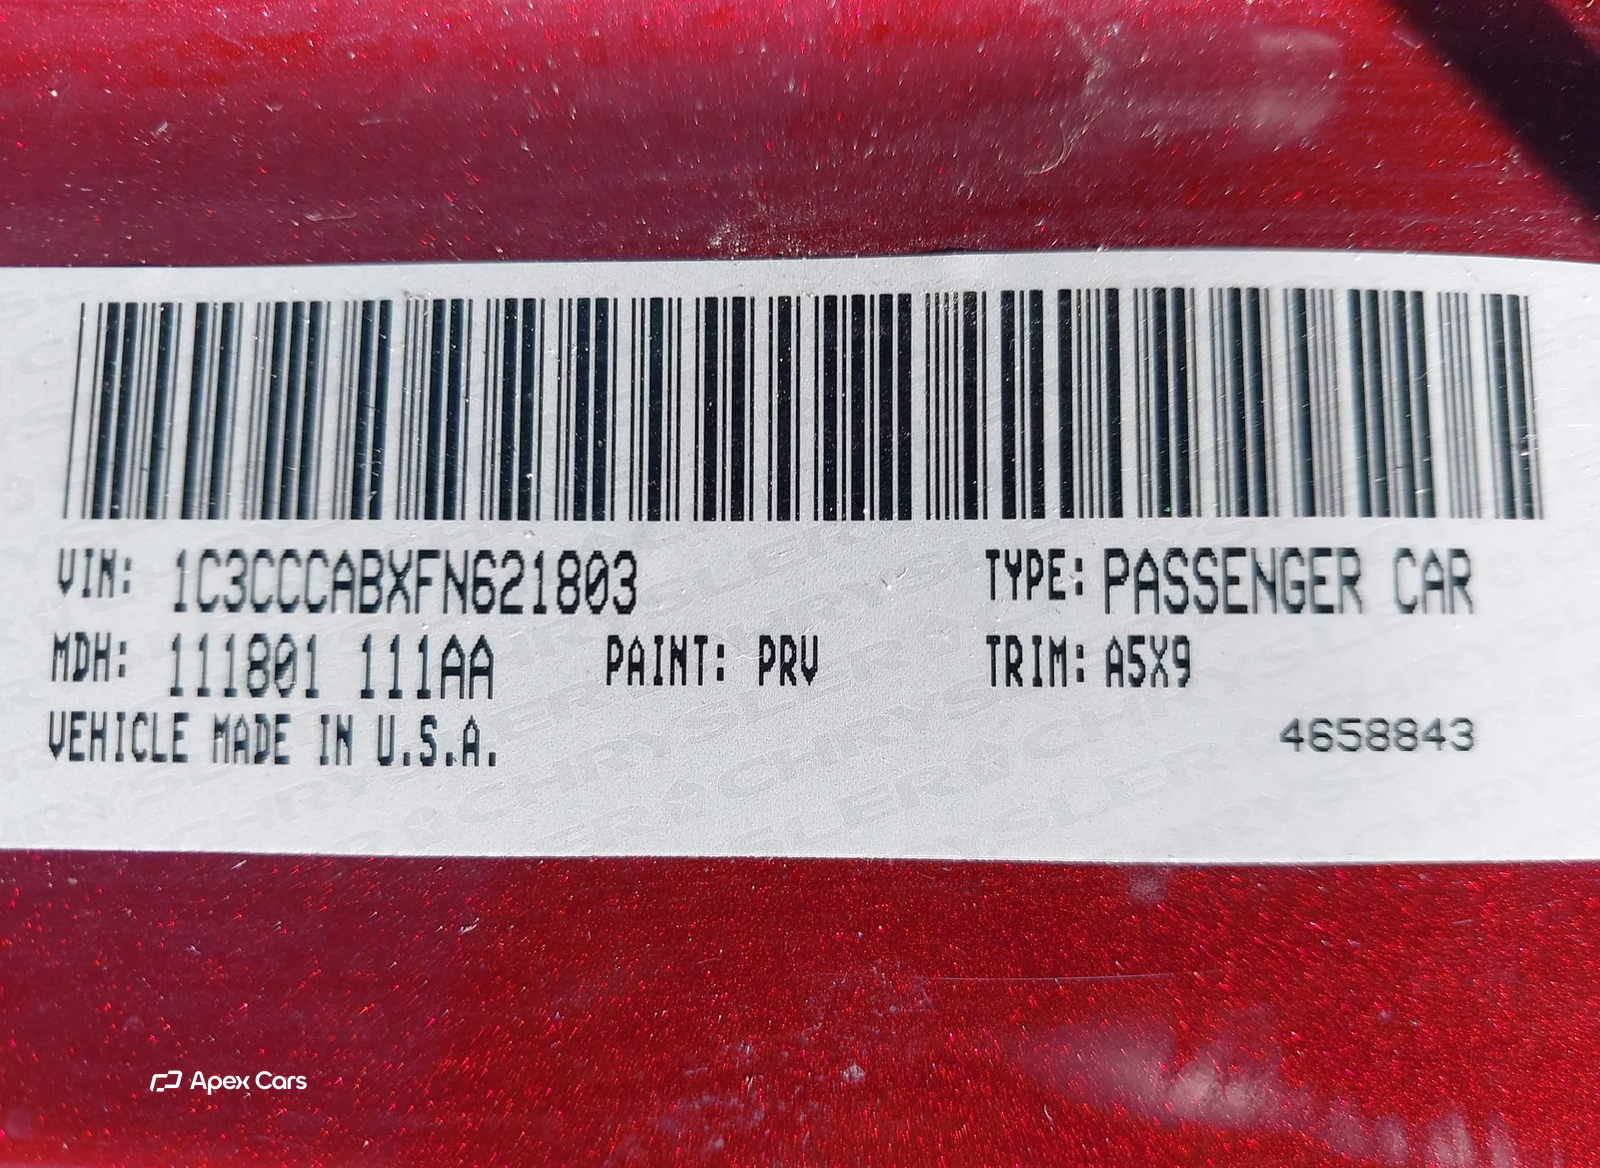 VIN: 1C3CCCABXFN621803 TYPE: PASSENGER CAR
MDH: 111801 111AA PAINT: PRV TRIM: A5X9
VEHICLE MADE IN U.S.A. 4658843
Apex Cars